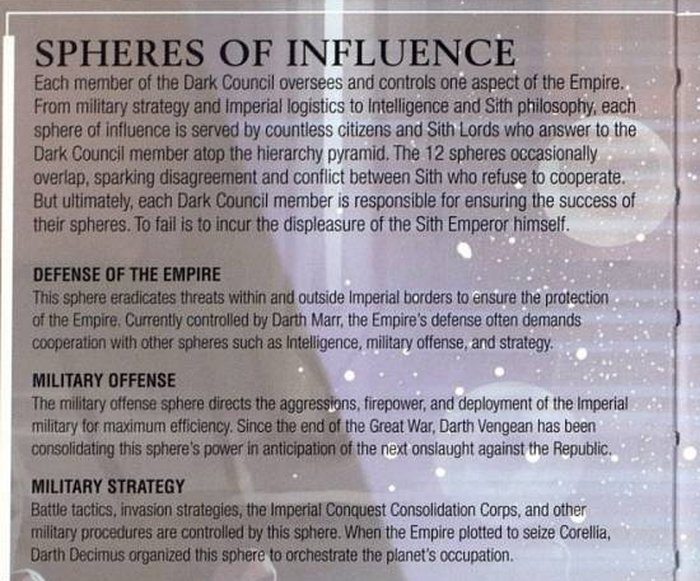 SPHERES OF INFLUENCE
Each member of the Dark Council oversees and controls one aspect of the Empire.
From military strategy and Imperial logistics to Intelligence and Sith philosophy, each
sphere of influence is served by countless citizens and Sith Lords who answer to the
Dark Council member atop the hierarchy pyramid. The 12 spheres occasionally
overlap, sparking disagreement and conflict between Sith who refuse to cooperate.
But ultimately, each Dark Council member is responsible for ensuring the success of
their spheres. To fail is to incur the displeasure of the Sith Emperor himself.
DEFENSE OF THE EMPIRE
This sphere eradicates threats within and outside Imperial borders to ensure the protection
of the Empire. Currently controlled by Darth Marr, the Empire's defense often demands
cooperation with other spheres such as Intelligence, military offense, and strategy.
MILITARY OFFENSE
The military offense sphere directs the aggressions, firepower, and deployment of the Imperial
military for maximum efficiency. Since the end of the Great War, Darth Vengean has been
consolidating this sphere's power in anticipation of the next onslaught against the Republic.
MILITARY STRATEGY
Battle tactics, invasion strategies, the Imperial Conquest Consolidation Corps, and other
military procedures are controlled by this sphere. When the Empire plotted to seize Corellia,
Darth Decimus organized this sphere to orchestrate the planet's occupation.